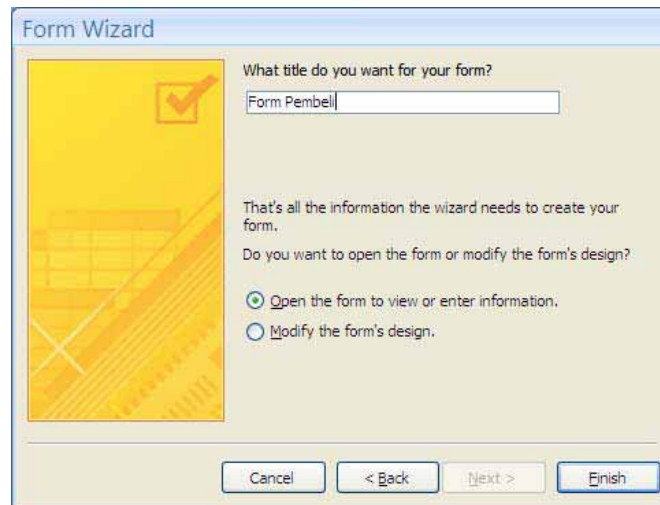 Form Wizard
What title do you want for your form?
Form Pembeli
That's all the information the wizard needs to create your
form.
Do you want to open the form or modify the form's design?
Open the form to view or enter information.
Modify the form's design.
Cancel
< Back
Next >
Finish